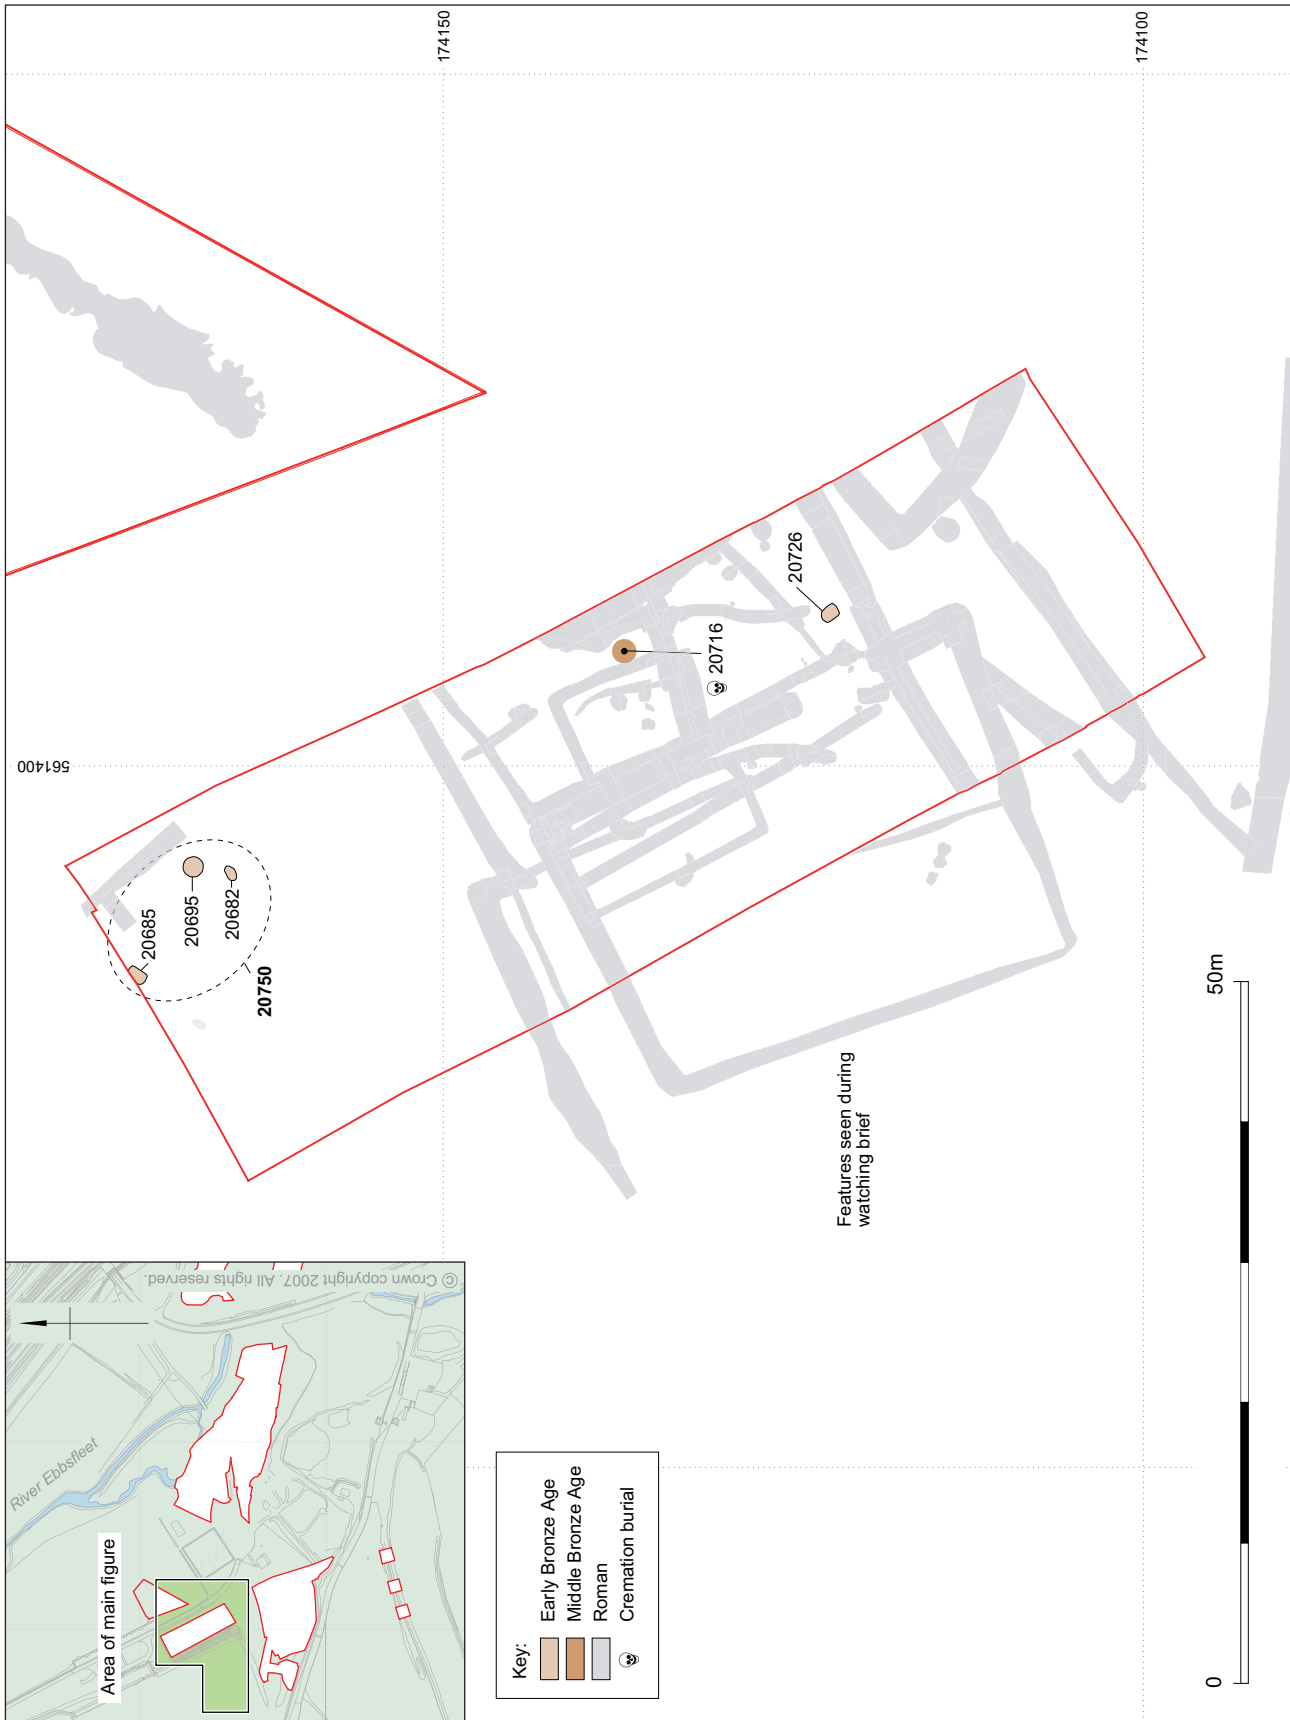 174150
174100
561400
20685
20695
20682
20750
20716
20726
Features seen during
watching brief
0
50m
Area of main figure
River Ebbsfleet
© Crown copyright 2007. All rights reserved.
Key:
Early Bronze Age
Middle Bronze Age
Roman
Cremation burial